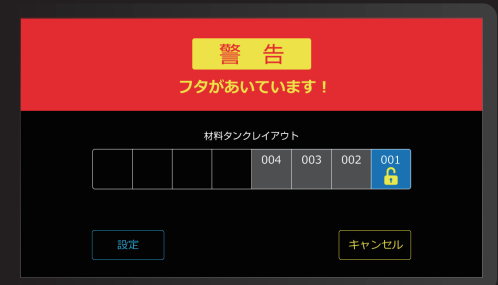 警 告
フタがあいています!
材料タンクレイアウト
004 003 002 001
設定 キャンセル